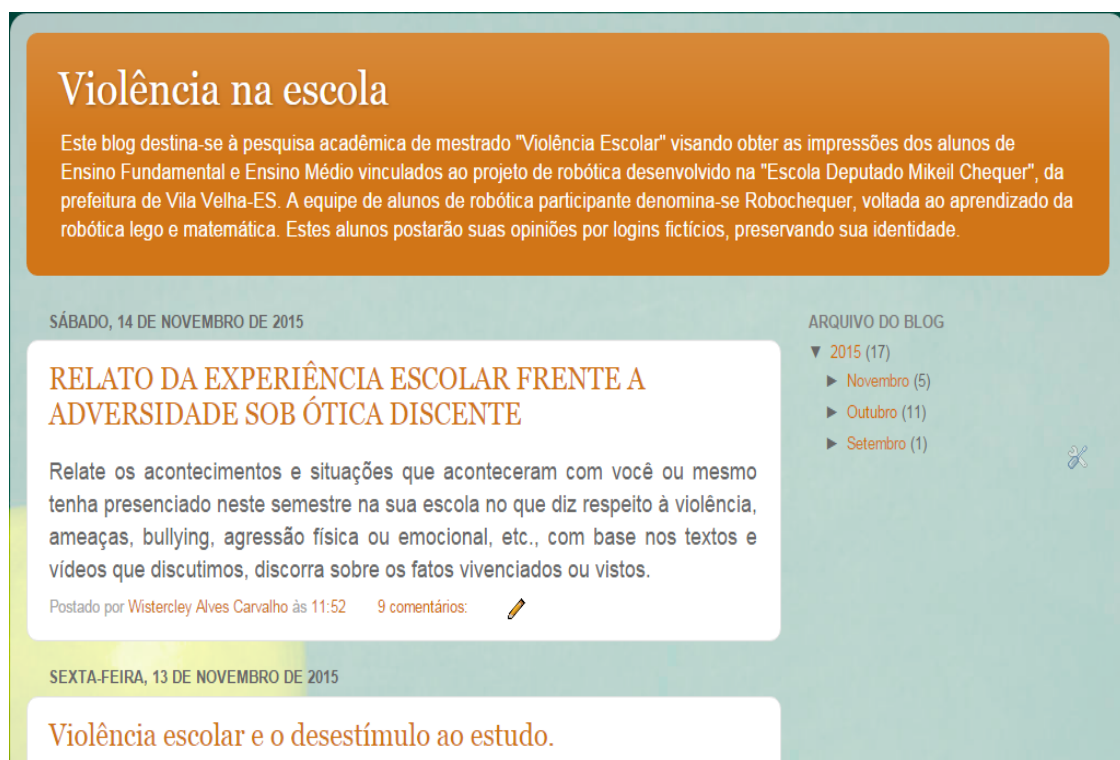 Violência na escola
Este blog destina-se à pesquisa acadêmica de mestrado "Violência Escolar" visando obter as impressões dos alunos de
Ensino Fundamental e Ensino Médio vinculados ao projeto de robótica desenvolvido na "Escola Deputado Mikeil Chequer", da
prefeitura de Vila Velha-ES. A equipe de alunos de robótica participante denomina-se Robochequer, voltada ao aprendizado da
robótica lego e matemática. Estes alunos postarão suas opiniões por logins fictícios, preservando sua identidade.
SÁBADO, 14 DE NOVEMBRO DE 2015
RELATO DA EXPERIÊNCIA ESCOLAR FRENTE A
ADVERSIDADE SOB ÓTICA DISCENTE
Relate os acontecimentos e situações que aconteceram com você ou mesmo
tenha presenciado neste semestre na sua escola no que diz respeito à violência,
ameaças, bullying, agressão física ou emocional, etc., com base nos textos e
vídeos que discutimos, discorra sobre os fatos vivenciados ou vistos.
Postado por Wistercley Alves Carvalho às 11:52 9 comentários:
SEXTA-FEIRA, 13 DE NOVEMBRO DE 2015
Violência escolar e o desestímulo ao estudo.
ARQUIVO DO BLOG
▼ 2015 (17)
► Novembro (5)
► Outubro (11)
► Setembro (1)